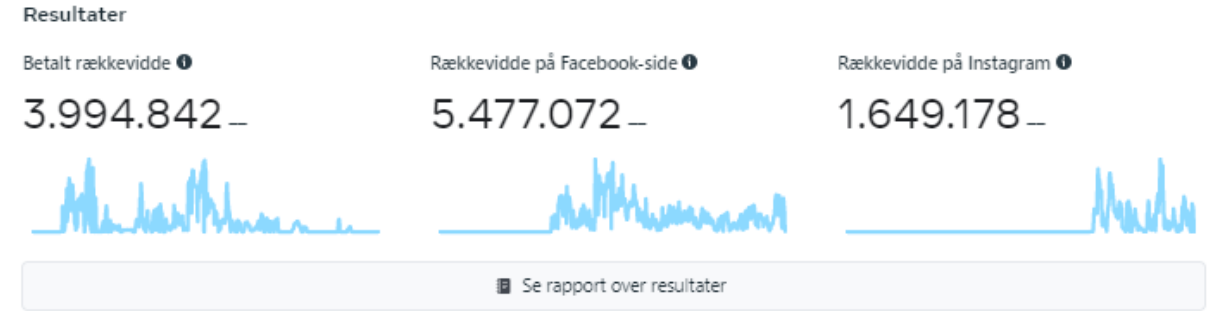 Resultater
Betalt rækkevidde
3.994.842 --
Rækkevidde på Facebook-side
5.477.072 --
Rækkevidde på Instagram
1.649.178 --
Se rapport over resultater